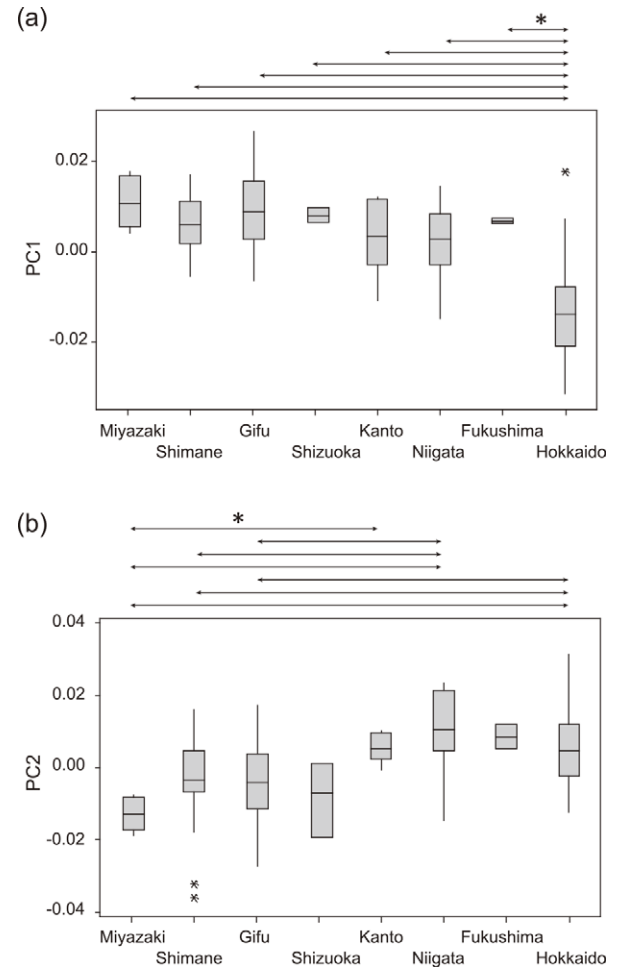 (a)
*
0.02
0.00
-0.02
PC1
Miyazaki Gifu Kanto Fukushima
Shimane Shizuoka Niigata Hokkaido
(b)
*
0.04
0.02
0.00
-0.02
-0.04
PC2
Miyazaki Gifu Kanto Fukushima
Shimane Shizuoka Niigata Hokkaido